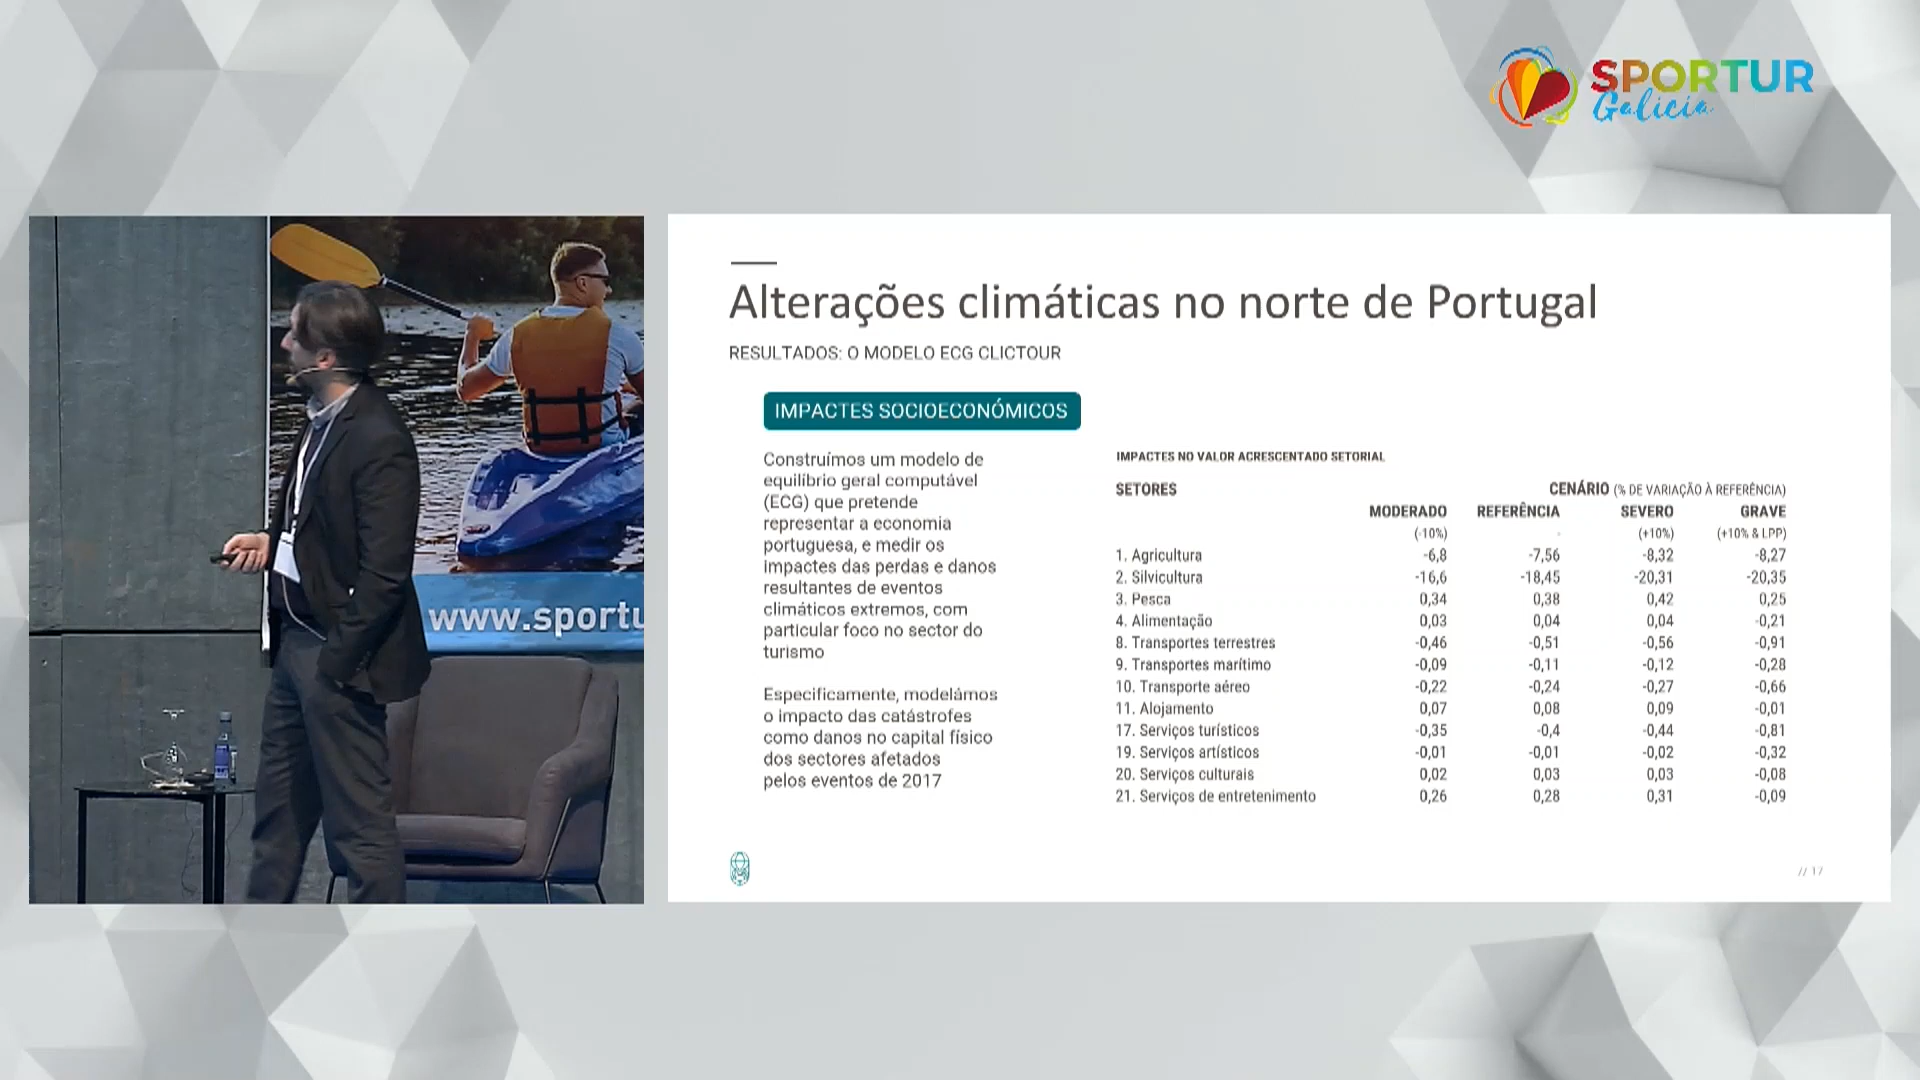 SPORTUR
Galicia
www.sportu
Alterações climáticas no norte de Portugal
RESULTADOS: O MODELO ECG CLICTOUR
IMPACTES SOCIOECONÓMICOS
Construímos um modelo de
equilíbrio geral computável
(ECG) que pretende
representar a economia
portuguesa, e medir os
impactes das perdas e danos
resultantes de eventos
climáticos extremos, com
particular foco no sector do
turismo
Especificamente, modelámos
o impacto das catástrofes
como danos no capital físico
dos sectores afetados
pelos eventos de 2017
IMPACTES NO VALOR ACRESCENTADO SETORIAL
SETORES CENÁRIO (% DE VARIAÇÃO À REFERÊNCIA)
MODERADO REFERÊNCIA SEVERO GRAVE
(-10%) - (+10%) (+10% & LPP)
1. Agricultura -6,8 -7,56 -8,32 -8,27
2. Silvicultura -16,6 -18,45 -20,31 -20,35
3. Pesca 0,34 0,38 0,42 0,25
4. Alimentação 0,03 0,04 0,04 -0,21
8. Transportes terrestres -0,46 -0,51 -0,56 -0,91
9. Transportes marítimo -0,09 -0,11 -0,12 -0,28
10. Transporte aéreo -0,22 -0,24 -0,27 -0,66
11. Alojamento 0,07 0,08 0,09 -0,01
17. Serviços turísticos -0,35 -0,4 -0,44 -0,81
19. Serviços artísticos -0,01 -0,01 -0,02 -0,32
20. Serviços culturais 0,02 0,03 0,03 -0,08
21. Serviços de entretenimento 0,26 0,28 0,31 -0,09
// 17